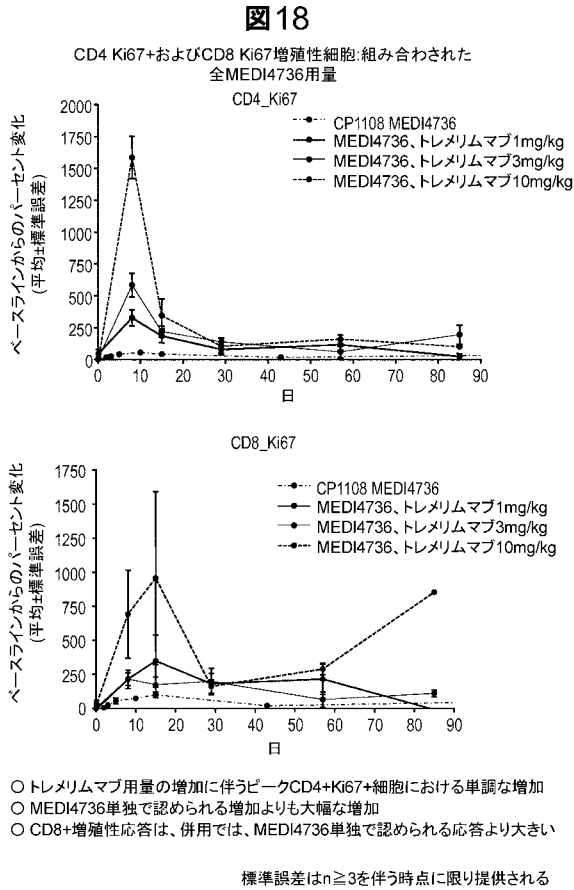 図18
CD4 Ki67+およびCD8 Ki67増殖性細胞:組み合わされた
全MEDI4736用量
CD4_Ki67
ベースラインからのパーセント変化
(平均±標準誤差)
2000
1750
1500
1250
1000
750
500
250
0
CP1108 MEDI4736
MEDI4736、トレメリムマブ1mg/kg
MEDI4736、トレメリムマブ3mg/kg
MEDI4736、トレメリムマブ10mg/kg
0 10 20 30 40 50 60 70 80 90
日
CD8_Ki67
ベースラインからのパーセント変化
(平均±標準誤差)
1750
1500
1250
1000
750
500
250
0
CP1108 MEDI4736
MEDI4736、トレメリムマブ1mg/kg
MEDI4736、トレメリムマブ3mg/kg
MEDI4736、トレメリムマブ10mg/kg
0 10 20 30 40 50 60 70 80 90
日
○ トレメリムマブ用量の増加に伴うピークCD4+Ki67+細胞における単調な増加
○ MEDI4736単独で認められる増加よりも大幅な増加
○ CD8+増殖性応答は、併用では、MEDI4736単独で認められる応答より大きい
標準誤差はn≧3を伴う時点に限り提供される